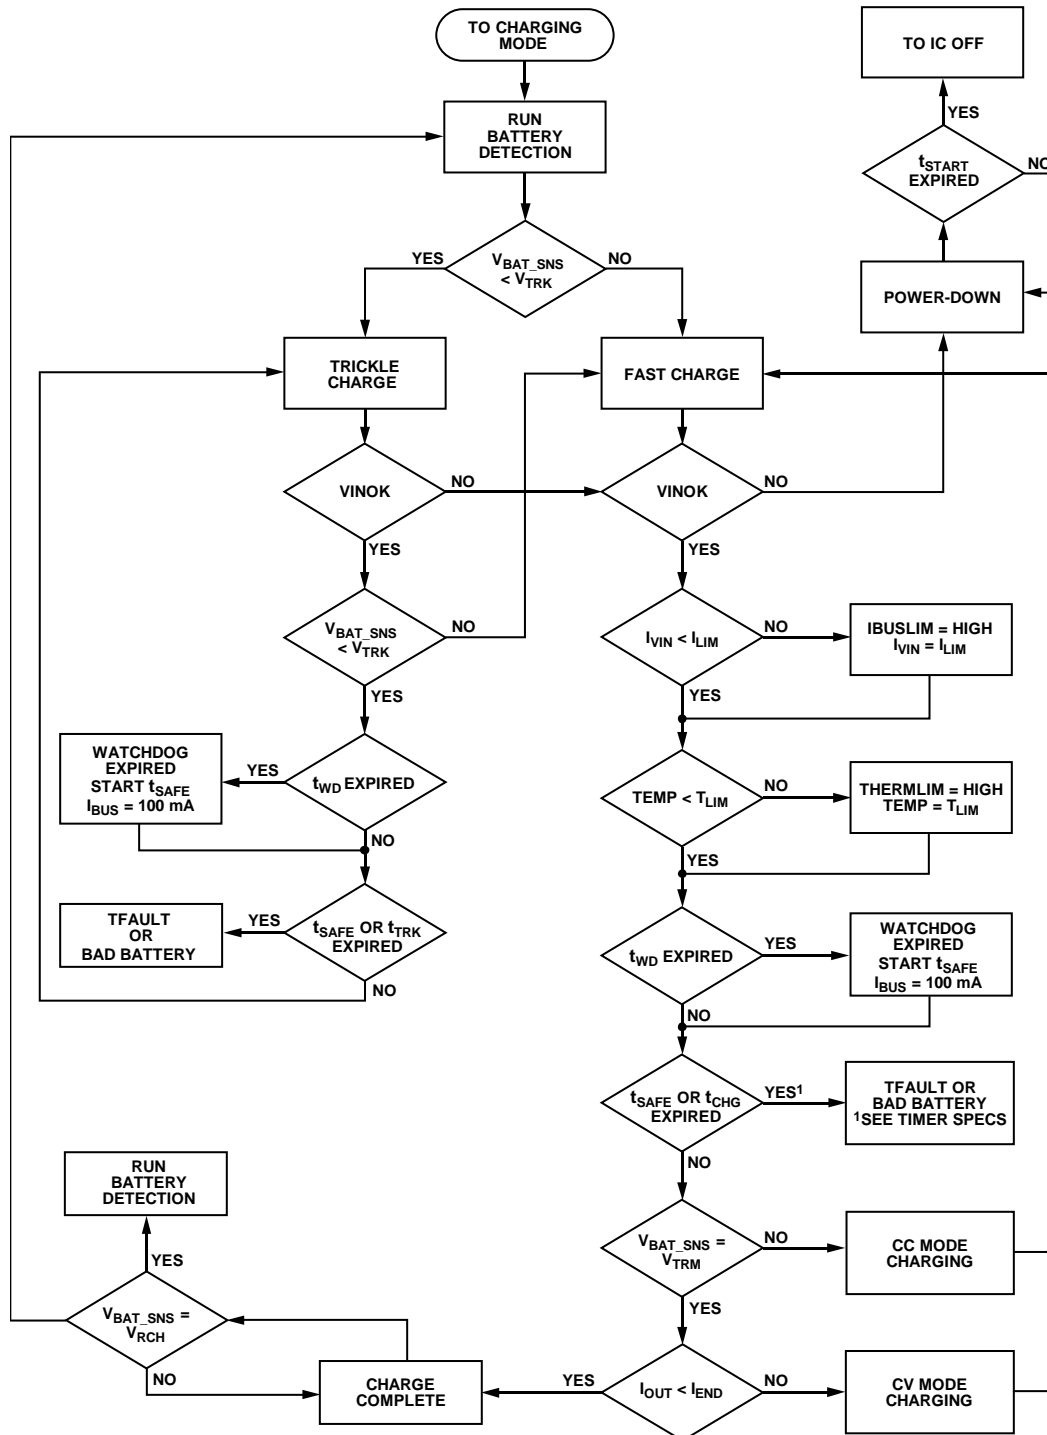 TO CHARGING
MODE
TO IC OFF
YES
RUN
BATTERY
DETECTION
tSTART
EXPIRED
NO
YES
VBAT_SNS
< VTRK
NO
POWER-DOWN
TRICKLE
CHARGE
FAST CHARGE
VINOK
NO
VINOK
NO
YES
YES
VBAT_SNS
< VTRK
NO
IVIN < ILIM
NO
IBUSLIM = HIGH
IVIN = ILIM
YES
YES
WATCHDOG
EXPIRED
START tSAFE
IBUS = 100 mA
YES
tWD EXPIRED
NO
TEMP < TLIM
NO
THERMLIM = HIGH
TEMP = TLIM
YES
TFAULT
OR
BAD BATTERY
YES
tSAFE OR tTRK
EXPIRED
NO
tWD EXPIRED
YES
WATCHDOG
EXPIRED
START tSAFE
IBUS = 100 mA
NO
tSAFE OR tCHG
EXPIRED
YES1
TFAULT OR
BAD BATTERY
1SEE TIMER SPECS
NO
RUN
BATTERY
DETECTION
YES
VBAT_SNS =
VTRM
NO
CC MODE
CHARGING
YES
VBAT_SNS =
VRCH
NO
CHARGE
COMPLETE
YES
IOUT < IEND
NO
CV MODE
CHARGING